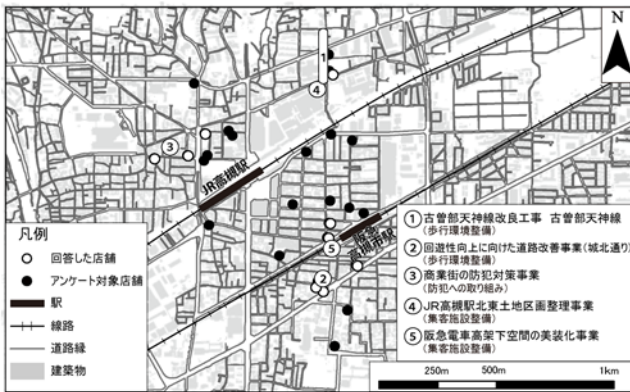 N
1
4
3
JR高槻駅
阪急
高槻市駅
5
2
凡例
回答した店舗
アンケート対象店舗
駅
線路
道路縁
建築物
① 古曽部天神線改良工事 古曽部天神線
(歩行環境整備)
② 回遊性向上に向けた道路改善事業(城北通り)
(歩行環境整備)
③ 商業街の防犯対策事業
(防犯への取り組み)
④ JR高槻駅北東土地区画整理事業
(集客施設整備)
⑤ 阪急電車高架下空間の美装化事業
(集客施設整備)
250m 500m 1km